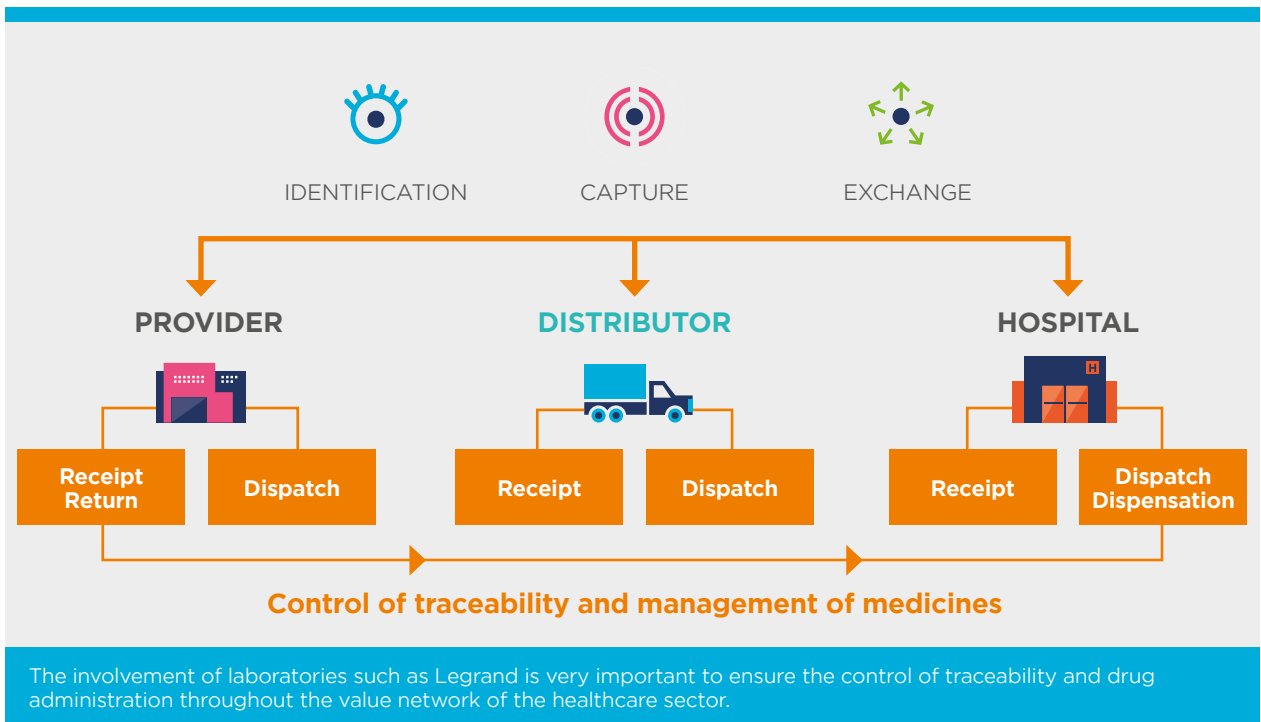 IDENTIFICATION
CAPTURE
EXCHANGE
PROVIDER
DISTRIBUTOR
HOSPITAL
H
Receipt
Return
Dispatch
Receipt
Dispatch
Receipt
Dispatch
Dispensation
Control of traceability and management of medicines
The involvement of laboratories such as Legrand is very important to ensure the control of traceability and drug
administration throughout the value network of the healthcare sector.